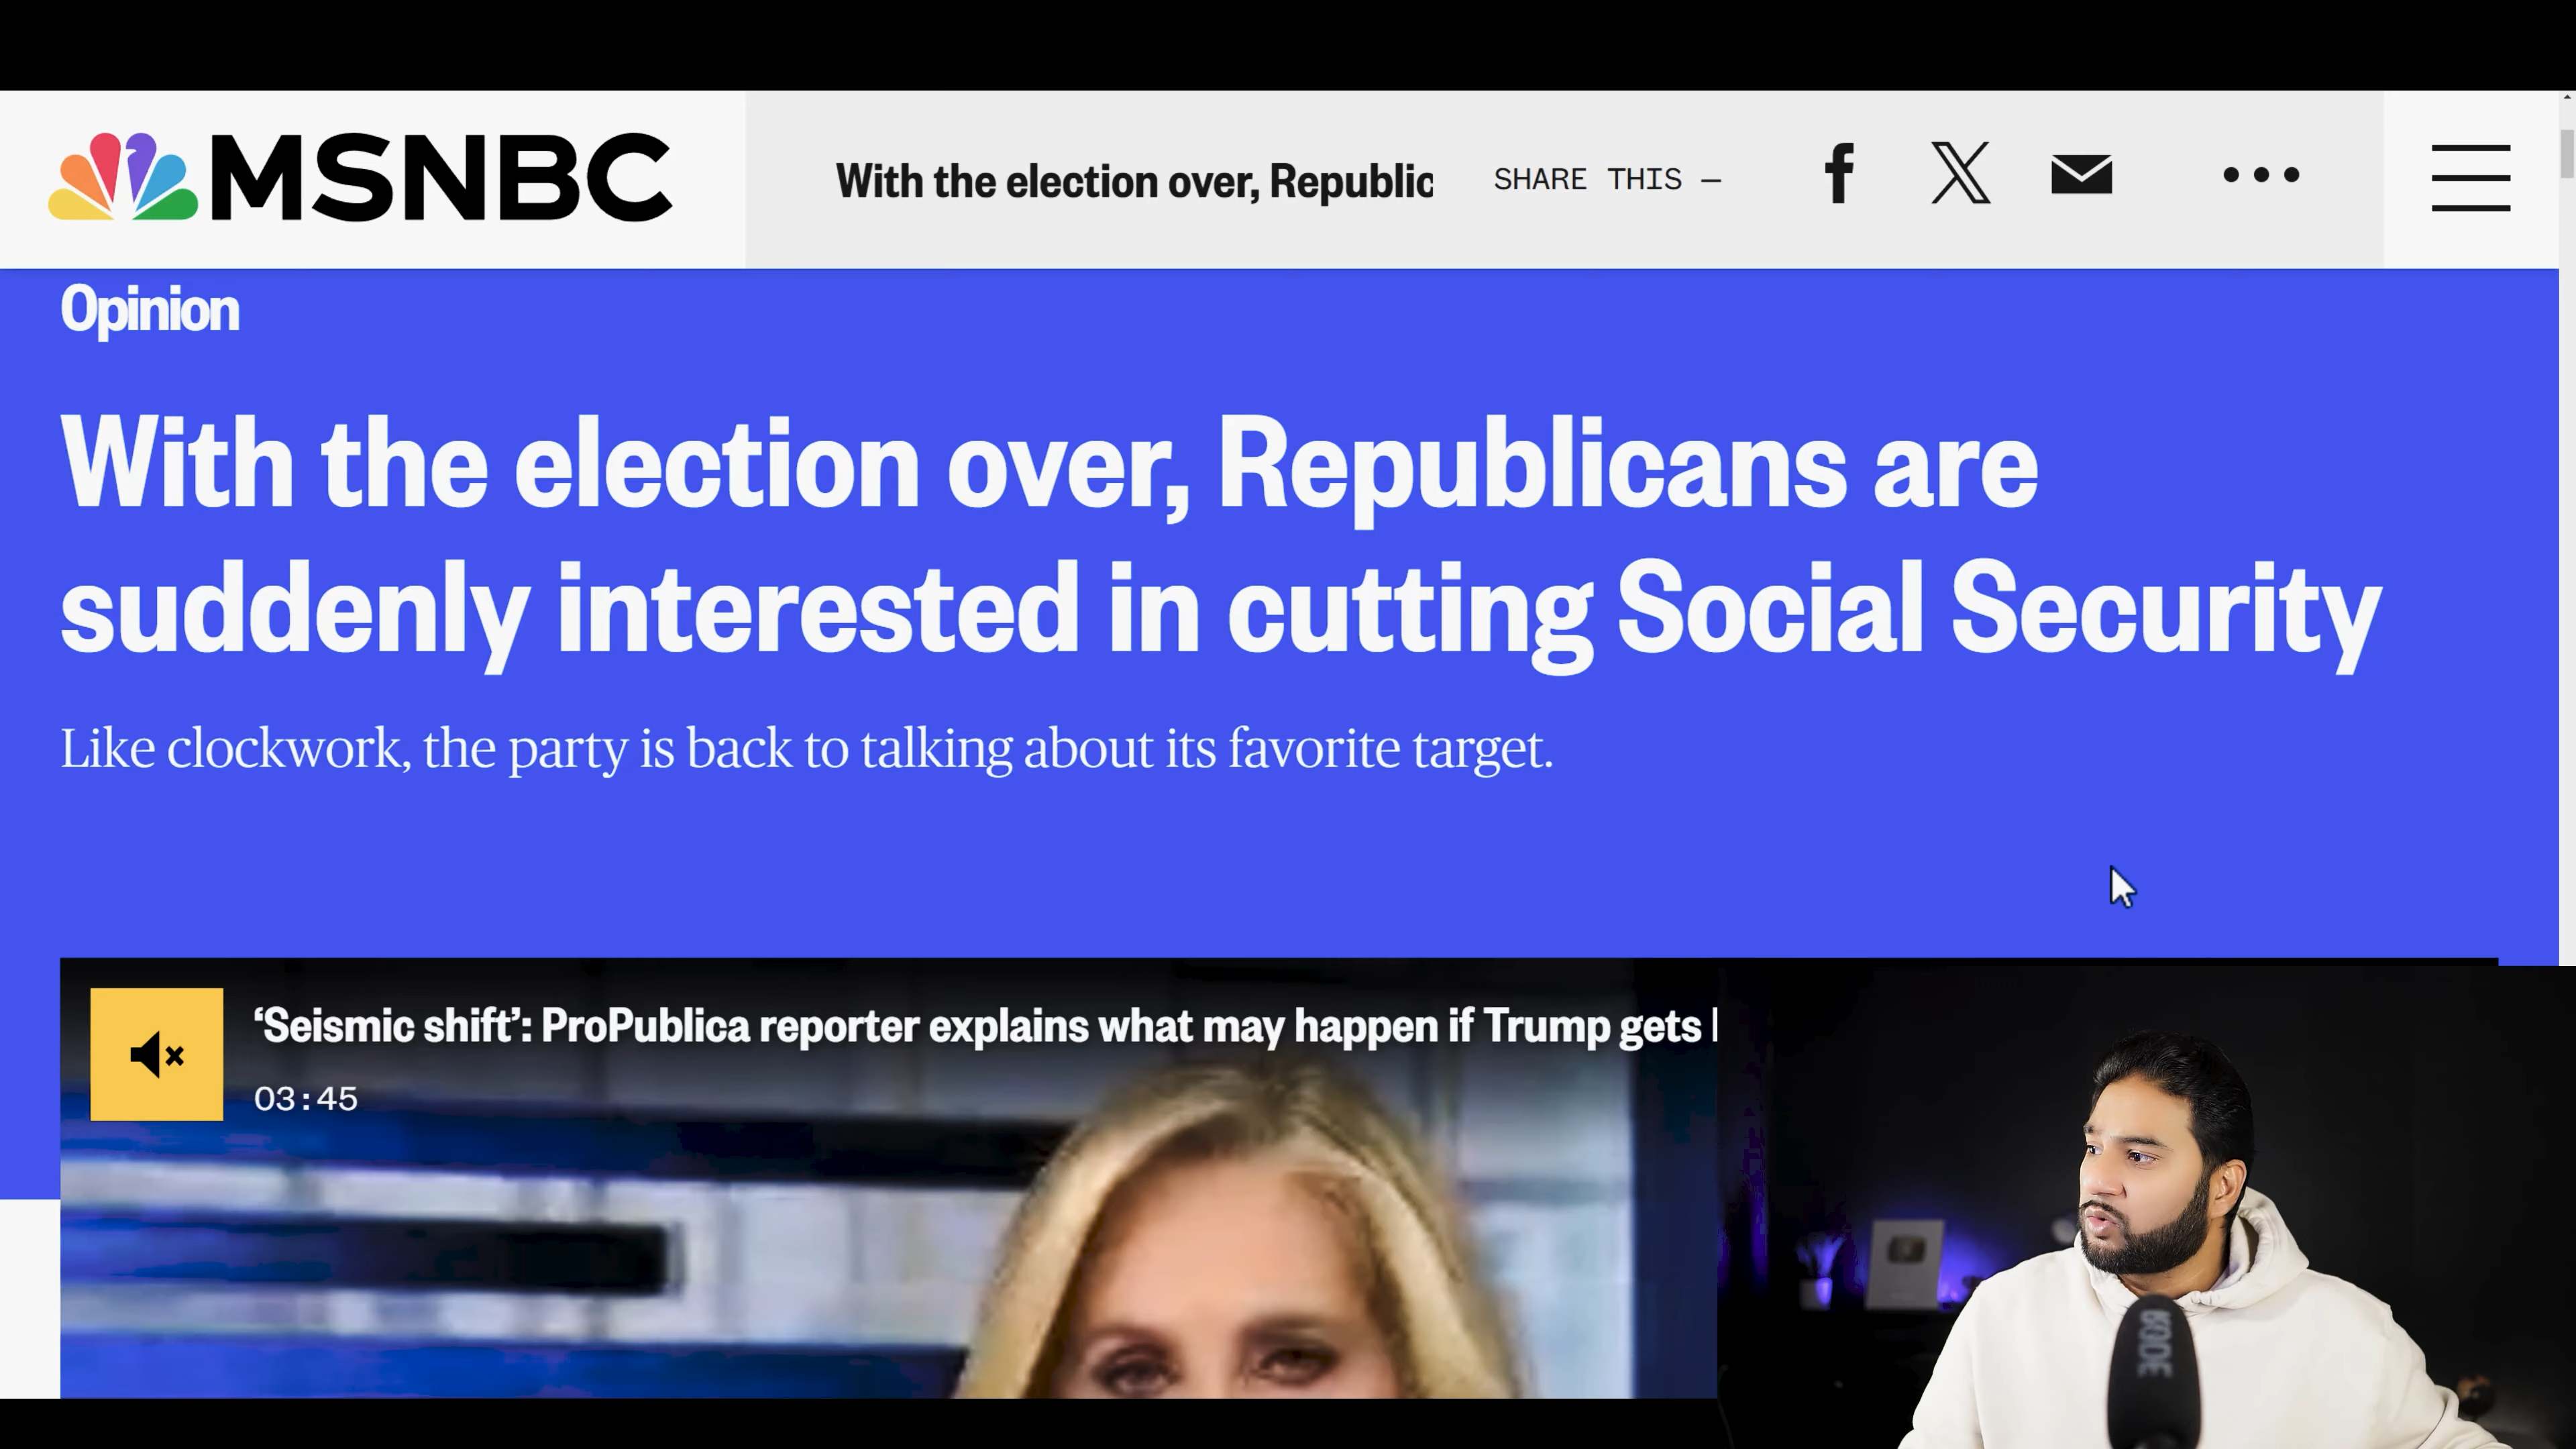 MSNBC
With the election over, Republic
SHARE THIS –
Opinion
With the election over, Republicans are
suddenly interested in cutting Social Security
Like clockwork, the party is back to talking about its favorite target.
‘Seismic shift’: ProPublica reporter explains what may happen if Trump gets
03:45
RODE